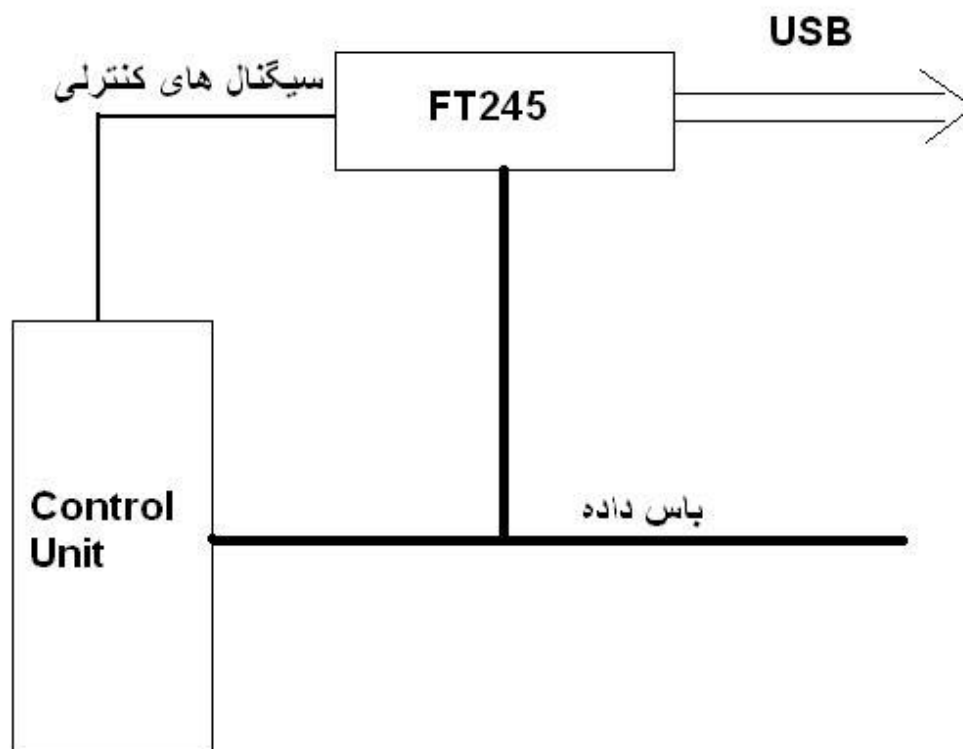 USB
سیگنال های کنترلی
FT245
باس داده
Control
Unit